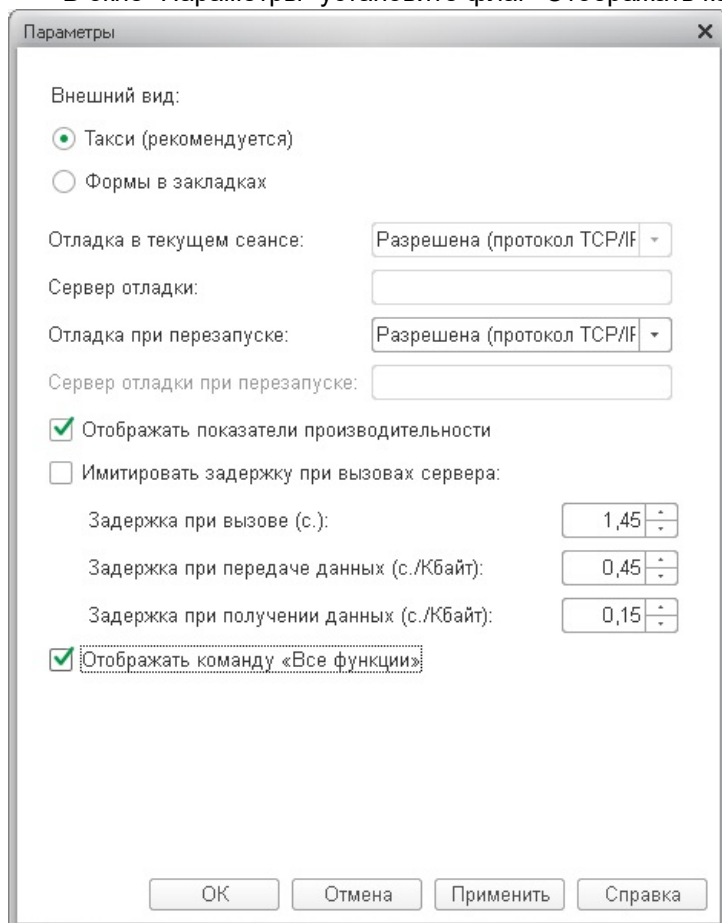 В окне "Параметры" установите флаг "Отображать
Параметры
Внешний вид:
Такси (рекомендуется)
Формы в закладках
Отладка в текущем сеансе: Разрешена (протокол TCP/IP
Сервер отладки:
Отладка при перезапуске: Разрешена (протокол TCP/IP
Сервер отладки при перезапуске:
Отображать показатели производительности
Имитировать задержку при вызовах сервера:
Задержка при вызове (с.): 1,45
Задержка при передаче данных (с./Кбайт): 0,45
Задержка при получении данных (с./Кбайт): 0,15
Отображать команду «Все функции»
ОК Отмена Применить Справка